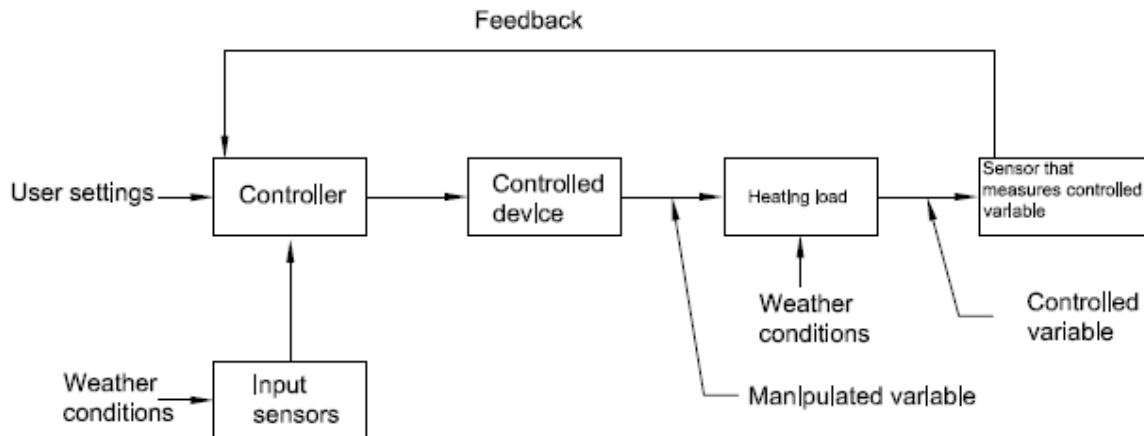 Feedback
User settings
Controller
Controlled
device
Heating load
Sensor that
measures controlled
variable
Weather
conditions
Controlled
variable
Weather
conditions
Input
sensors
Manipulated variable